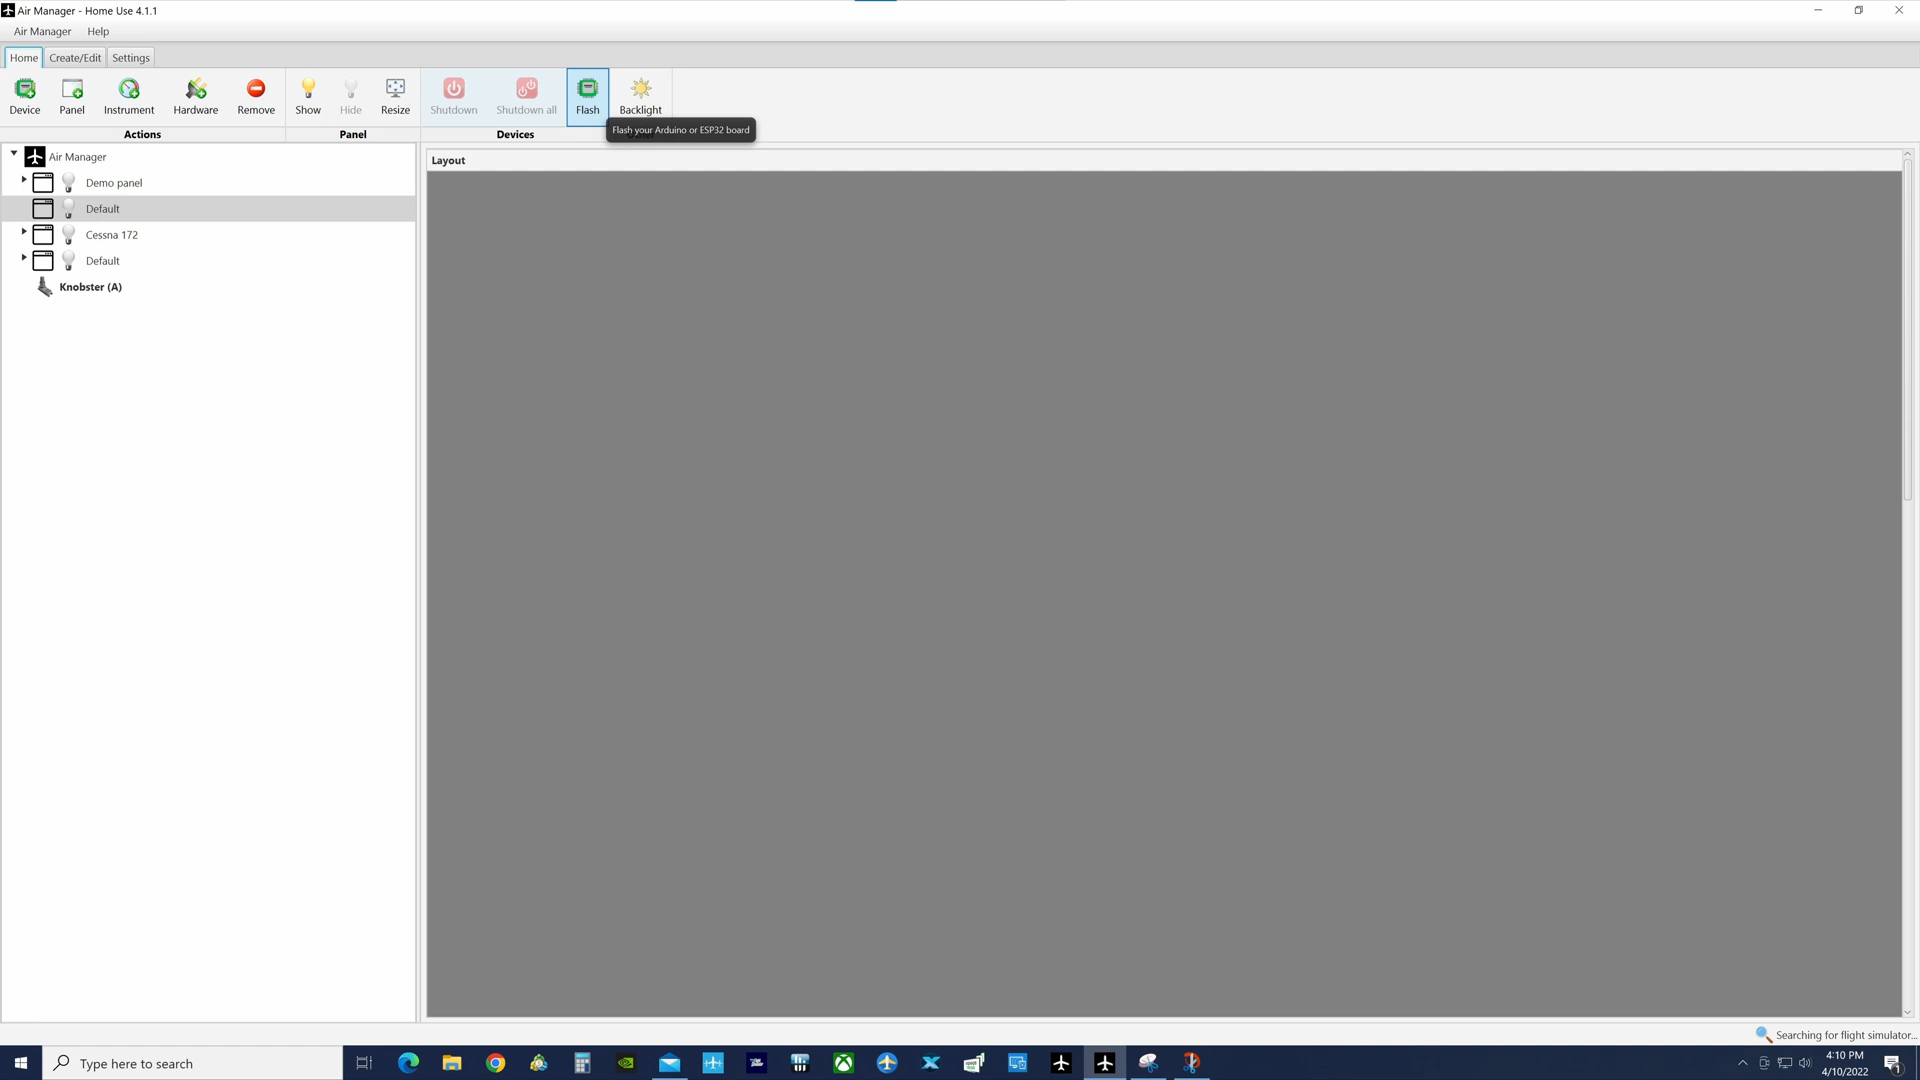 Air Manager - Home Use 4.1.1
Air Manager Help
Home Create/Edit Settings
Device Panel Instrument Hardware Remove Show Hide Resize Shutdown Shutdown all Flash Backlight
Actions Panel Devices
Flash your Arduino or ESP32 board
Air Manager
Demo panel
Default
Cessna 172
Default
Knobster (A)
Layout
Searching for flight simulator...
Type here to search
4:10 PM
4/10/2022
1